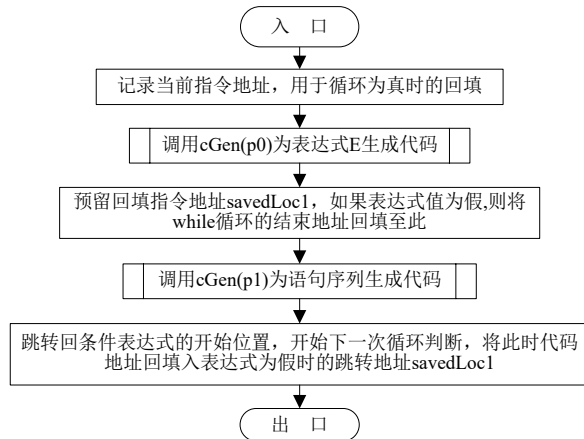 入 口
记录当前指令地址，用于循环为真时的回填
调用cGen(p0)为表达式E生成代码
预留回填指令地址savedLoc1，如果表达式值为假,则将
while循环的结束地址回填至此
调用cGen(p1)为语句序列生成代码
跳转回条件表达式的开始位置，开始下一次循环判断，将此时代码
地址回填入表达式为假时的跳转地址savedLoc1
出 口